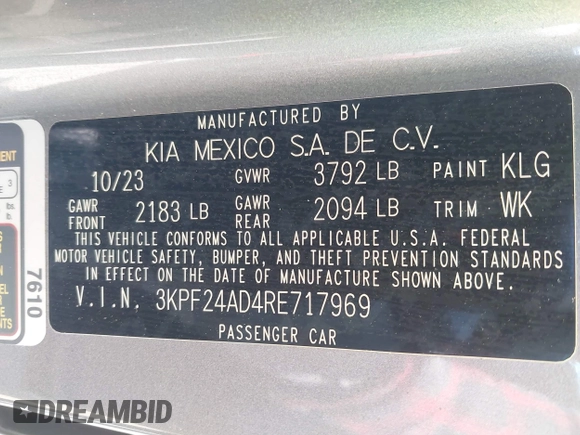 MANUFACTURED BY
KIA MEXICO S.A. DE C.V.
10/23 GVWR 3792 LB PAINT KLG
GAWR FRONT 2183 LB GAWR REAR 2094 LB TRIM WK
THIS VEHICLE CONFORMS TO ALL APPLICABLE U.S.A. FEDERAL
MOTOR VEHICLE SAFETY, BUMPER, AND THEFT PREVENTION STANDARDS
IN EFFECT ON THE DATE OF MANUFACTURE SHOWN ABOVE.
V.I.N. 3KPF24AD4RE717969
PASSENGER CAR
7610
DREAMBID